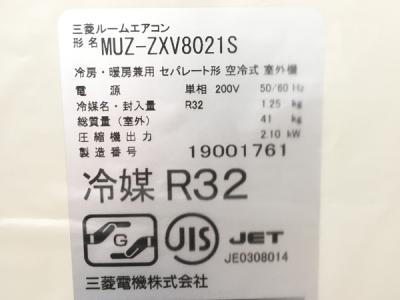 三菱ルームエアコン
形名 MUZ-ZXV8021S
冷房・暖房兼用 セパレート形 空冷式 室外機
電源 単相 200V 50/60 Hz
冷媒名・封入量 R32 1.25 kg
総質量（室外） 41 kg
圧縮機出力 2.10 kW
製造番号 19001761
冷媒 R32
G JIS JET
JE0308014
三菱電機株式会社